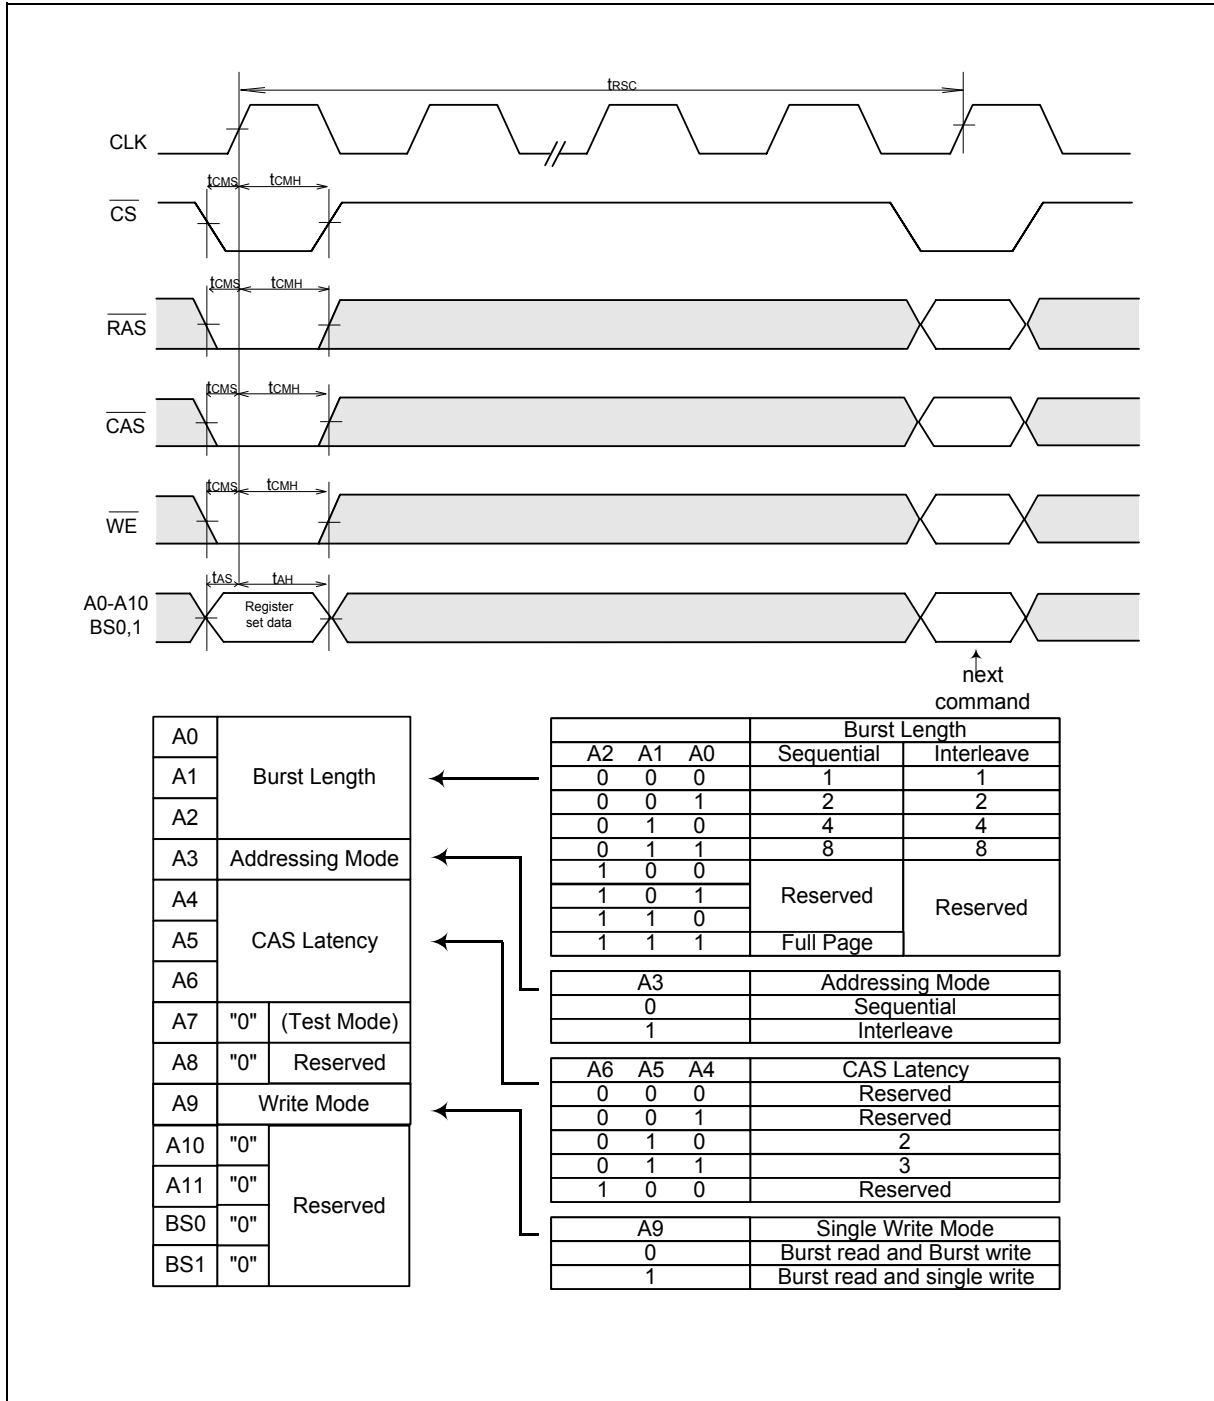 tRSC
CLK
tCMS tCMH
CS
tCMS tCMH
RAS
tCMS tCMH
CAS
tCMS tCMH
WE
tAS tAH
A0-A10
BS0,1
Register
set data
next
command
A0
A1 Burst Length
A2
A3 Addressing Mode
A4
A5 CAS Latency
A6
A7 "0" (Test Mode)
A8 "0" Reserved
A9 Write Mode
A10 "0"
A11 "0"
Reserved
BS0 "0"
BS1 "0"
Burst Length
A2 A1 A0 Sequential Interleave
0 0 0 1 1
0 0 1 2 2
0 1 0 4 4
0 1 1 8 8
1 0 0
1 0 1 Reserved Reserved
1 1 0
1 1 1 Full Page
A3 Addressing Mode
0 Sequential
1 Interleave
A6 A5 A4 CAS Latency
0 0 0 Reserved
0 0 1 Reserved
0 1 0 2
0 1 1 3
1 0 0 Reserved
A9 Single Write Mode
0 Burst read and Burst write
1 Burst read and single write